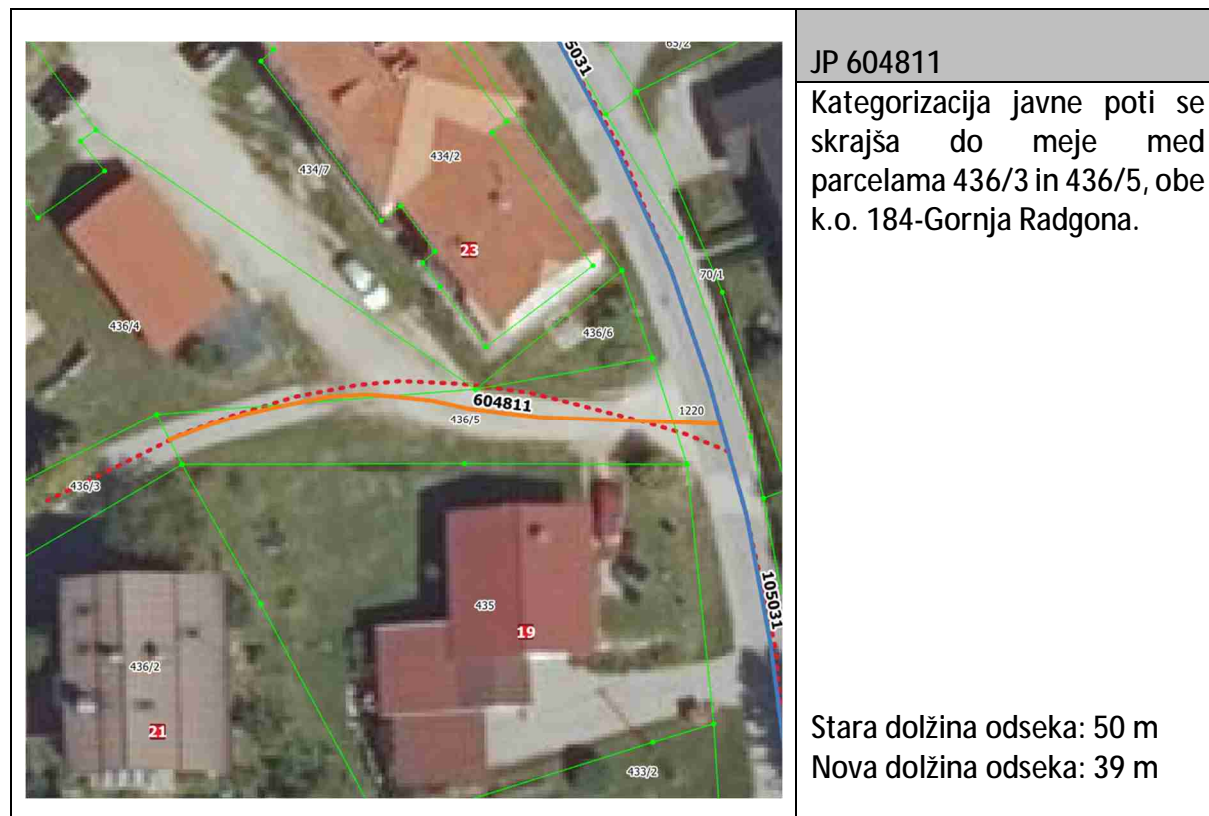 5031
65/2
434/7
434/2
23
70/1
436/4
436/6
604811
1220
436/5
436/3
105031
435
19
436/2
21
433/2
JP 604811
Kategorizacija javne poti se
skrajša do meje med
parcelama 436/3 in 436/5, obe
k.o. 184-Gornja Radgona.
Stara dolžina odseka: 50 m
Nova dolžina odseka: 39 m